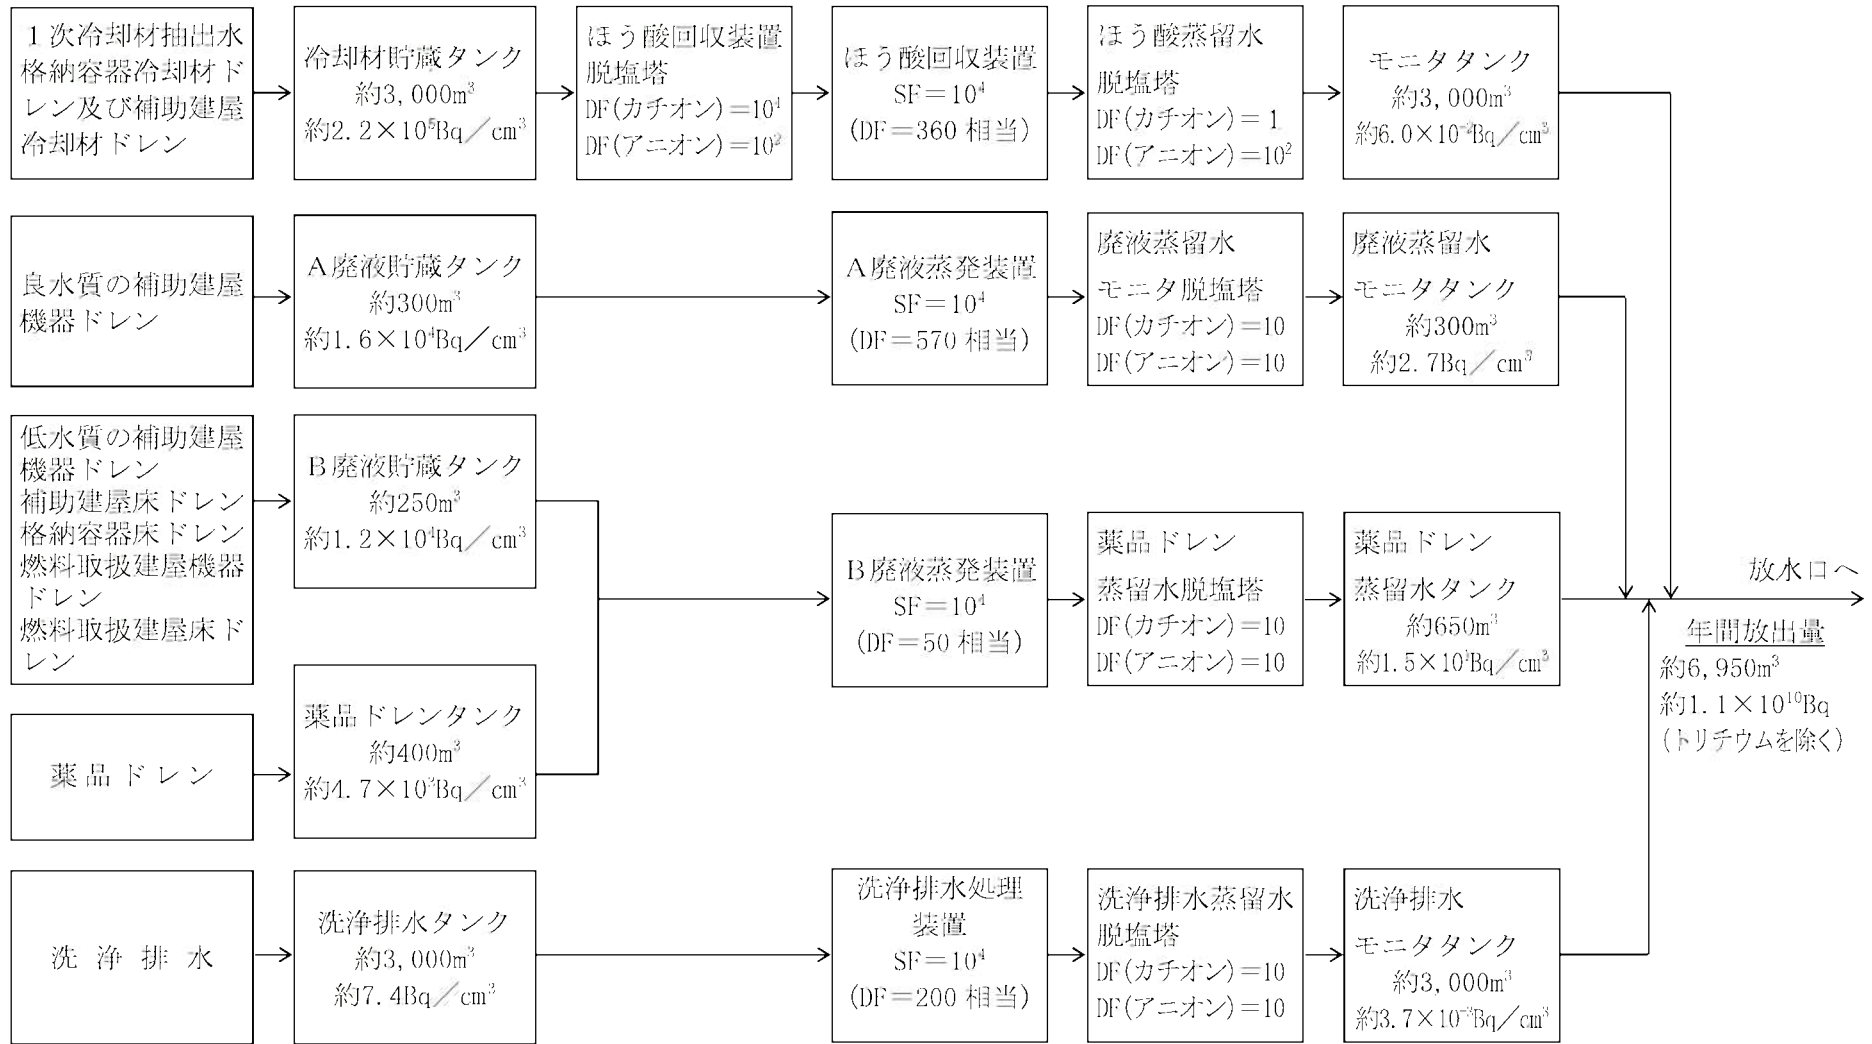 1次冷却材抽出水
格納容器冷却材ド
レン及び補助建屋
冷却材ドレン
冷却材貯蔵タンク
約3,000m³
約2.2×10⁵Bq/cm³
ほう酸回収装置
脱塩塔
DF(カチオン)=10⁴
DF(アニオン)=10²
ほう酸回収装置
SF=10⁴
(DF=360相当)
ほう酸蒸留水
脱塩塔
DF(カチオン)=1
DF(アニオン)=10²
モニタタンク
約3,000m³
約6.0×10⁻²Bq/cm³
良水質の補助建屋
機器ドレン
A廃液貯蔵タンク
約300m³
約1.6×10⁴Bq/cm³
A廃液蒸発装置
SF=10⁴
(DF=570相当)
廃液蒸留水
モニタ脱塩塔
DF(カチオン)=10
DF(アニオン)=10
廃液蒸留水
モニタタンク
約300m³
約2.7Bq/cm³
低水質の補助建屋
機器ドレン
補助建屋床ドレン
格納容器床ドレン
燃料取扱建屋機器
ドレン
燃料取扱建屋床ド
レン
B廃液貯蔵タンク
約250m³
約1.2×10⁴Bq/cm³
薬品ドレン
薬品ドレンタンク
約400m³
約4.7×10³Bq/cm³
B廃液蒸発装置
SF=10⁴
(DF=50相当)
薬品ドレン
蒸留水脱塩塔
DF(カチオン)=10
DF(アニオン)=10
薬品ドレン
蒸留水タンク
約650m³
約1.5×10¹Bq/cm³
放水口へ
年間放出量
約6,950m³
約1.1×10¹⁰Bq
(トリチウムを除く)
洗浄排水
洗浄排水タンク
約3,000m³
約7.4Bq/cm³
洗浄排水処理
装置
SF=10⁴
(DF=200相当)
洗浄排水蒸留水
脱塩塔
DF(カチオン)=10
DF(アニオン)=10
洗浄排水
モニタタンク
約3,000m³
約3.7×10⁻³Bq/cm³